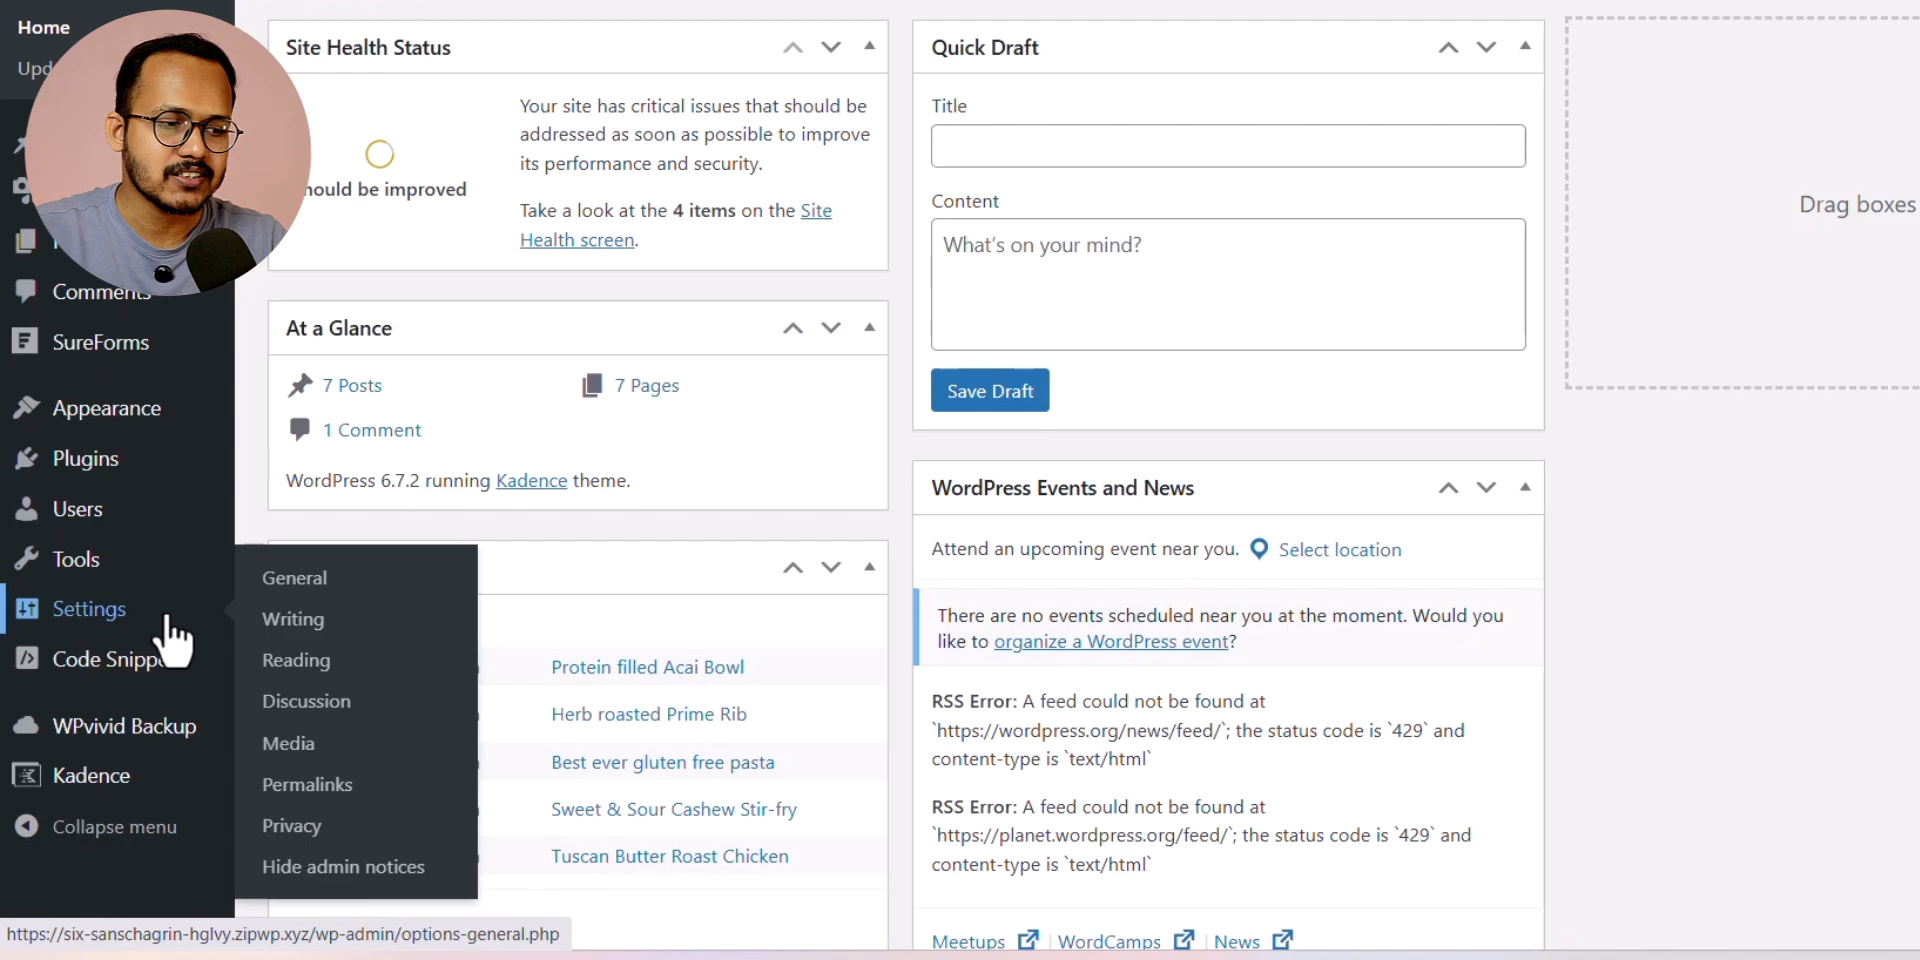 Home
Upd
Comments
SureForms
Appearance
Plugins
Users
Tools
Settings
Code Snipp
WPvivid Backup
Kadence
Collapse menu
General
Writing
Reading
Discussion
Media
Permalinks
Privacy
Hide admin notices
https://six-sanschagrin-hglvy.zipwp.xyz/wp-admin/options-general.php
Site Health Status
hould be improved
Your site has critical issues that should be
addressed as soon as possible to improve
its performance and security.
Take a look at the 4 items on the Site
Health screen.
At a Glance
7 Posts
7 Pages
1 Comment
WordPress 6.7.2 running Kadence theme.
Protein filled Acai Bowl
Herb roasted Prime Rib
Best ever gluten free pasta
Sweet & Sour Cashew Stir-fry
Tuscan Butter Roast Chicken
Quick Draft
Title
Content
What's on your mind?
Save Draft
WordPress Events and News
Attend an upcoming event near you. Select location
There are no events scheduled near you at the moment. Would you
like to organize a WordPress event?
RSS Error: A feed could not be found at
`https://wordpress.org/news/feed/`; the status code is `429` and
content-type is `text/html`
RSS Error: A feed could not be found at
`https://planet.wordpress.org/feed/`; the status code is `429` and
content-type is `text/html`
Meetups | WordCamps | News
Drag boxes